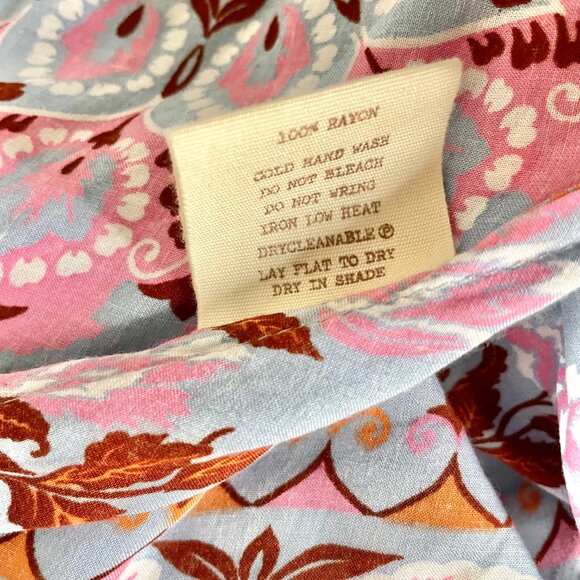 100% RAYON
COLD HAND WASH
DO NOT BLEACH
DO NOT WRING
IRON LOW HEAT
DRYCLEANABLE Ⓟ
LAY FLAT TO DRY
DRY IN SHADE